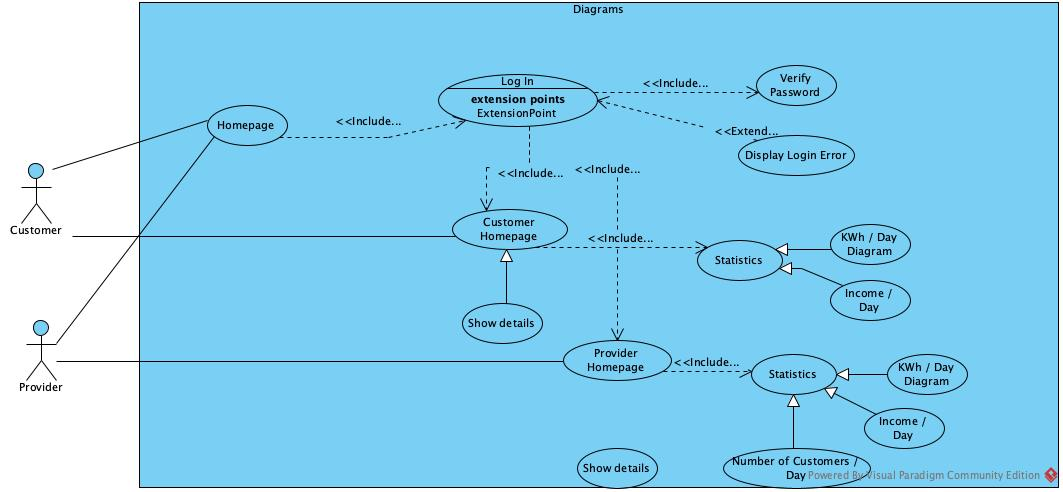 Diagrams
Log In
extension points
ExtensionPoint
<<Include...
Verify
Password
Homepage
<<Include...
<<Extend...
Display Login Error
<<Include...
<<Include...
Customer
Customer
Homepage
<<Include...
Statistics
KWh / Day
Diagram
Income /
Day
Show details
Provider
Provider
Homepage
<<Include...
Statistics
KWh / Day
Diagram
Income /
Day
Show details
Number of Customers /
Day
Powered By Visual Paradigm Community Edition